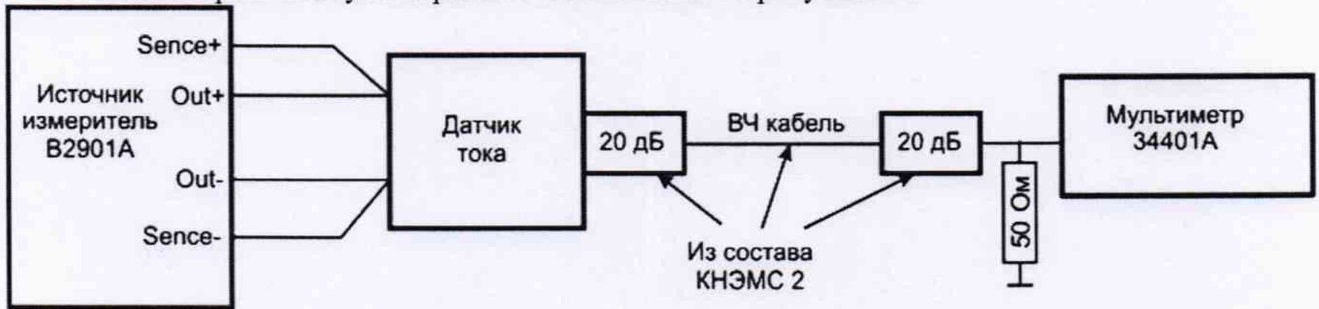 Sence+
Источник
измеритель
B2901A
Out+
Out-
Sence-
Датчик
тока
20 дБ
ВЧ кабель
20 дБ
50 Ом
Мультиметр
34401А
Из состава
КНЭМС 2